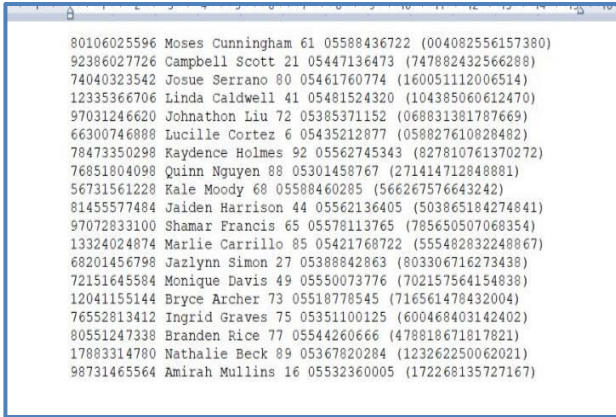 80106025596 Moses Cunningham 61 05588436722 (004082556157380)
92386027726 Campbell Scott 21 05447136473 (747882432566288)
74040323542 Josue Serrano 80 05461760774 (160051112006514)
12335366706 Linda Caldwell 41 05481524320 (104385060612470)
97031246620 Johnathon Liu 72 05385371152 (068831381787669)
66300746888 Lucille Cortez 6 05435212877 (058827610828482)
78473350298 Kaydence Holmes 92 05562745343 (827810761370272)
76851804098 Quinn Nguyen 88 05301458767 (271414712848881)
56731561228 Kale Moody 68 05588460285 (566267576643242)
81455577484 Jaiden Harrison 44 05562136405 (503865184274841)
97072833100 Shamar Francis 65 05578113765 (785650507068354)
13324024874 Marlie Carrillo 85 05421768722 (555482832248867)
68201456798 Jazlynn Simon 27 05388842863 (803306716273438)
72151645584 Monique Davis 49 05550073776 (702157564154838)
12041155144 Bryce Archer 73 05518778545 (716561478432004)
76552813412 Ingrid Graves 75 05351100125 (600468403142402)
80551247338 Branden Rice 77 05544260666 (478818671817821)
17883314780 Nathalie Beck 89 05367820284 (123262250062021)
98731465564 Amirah Mullins 16 05532360005 (172268135727167)